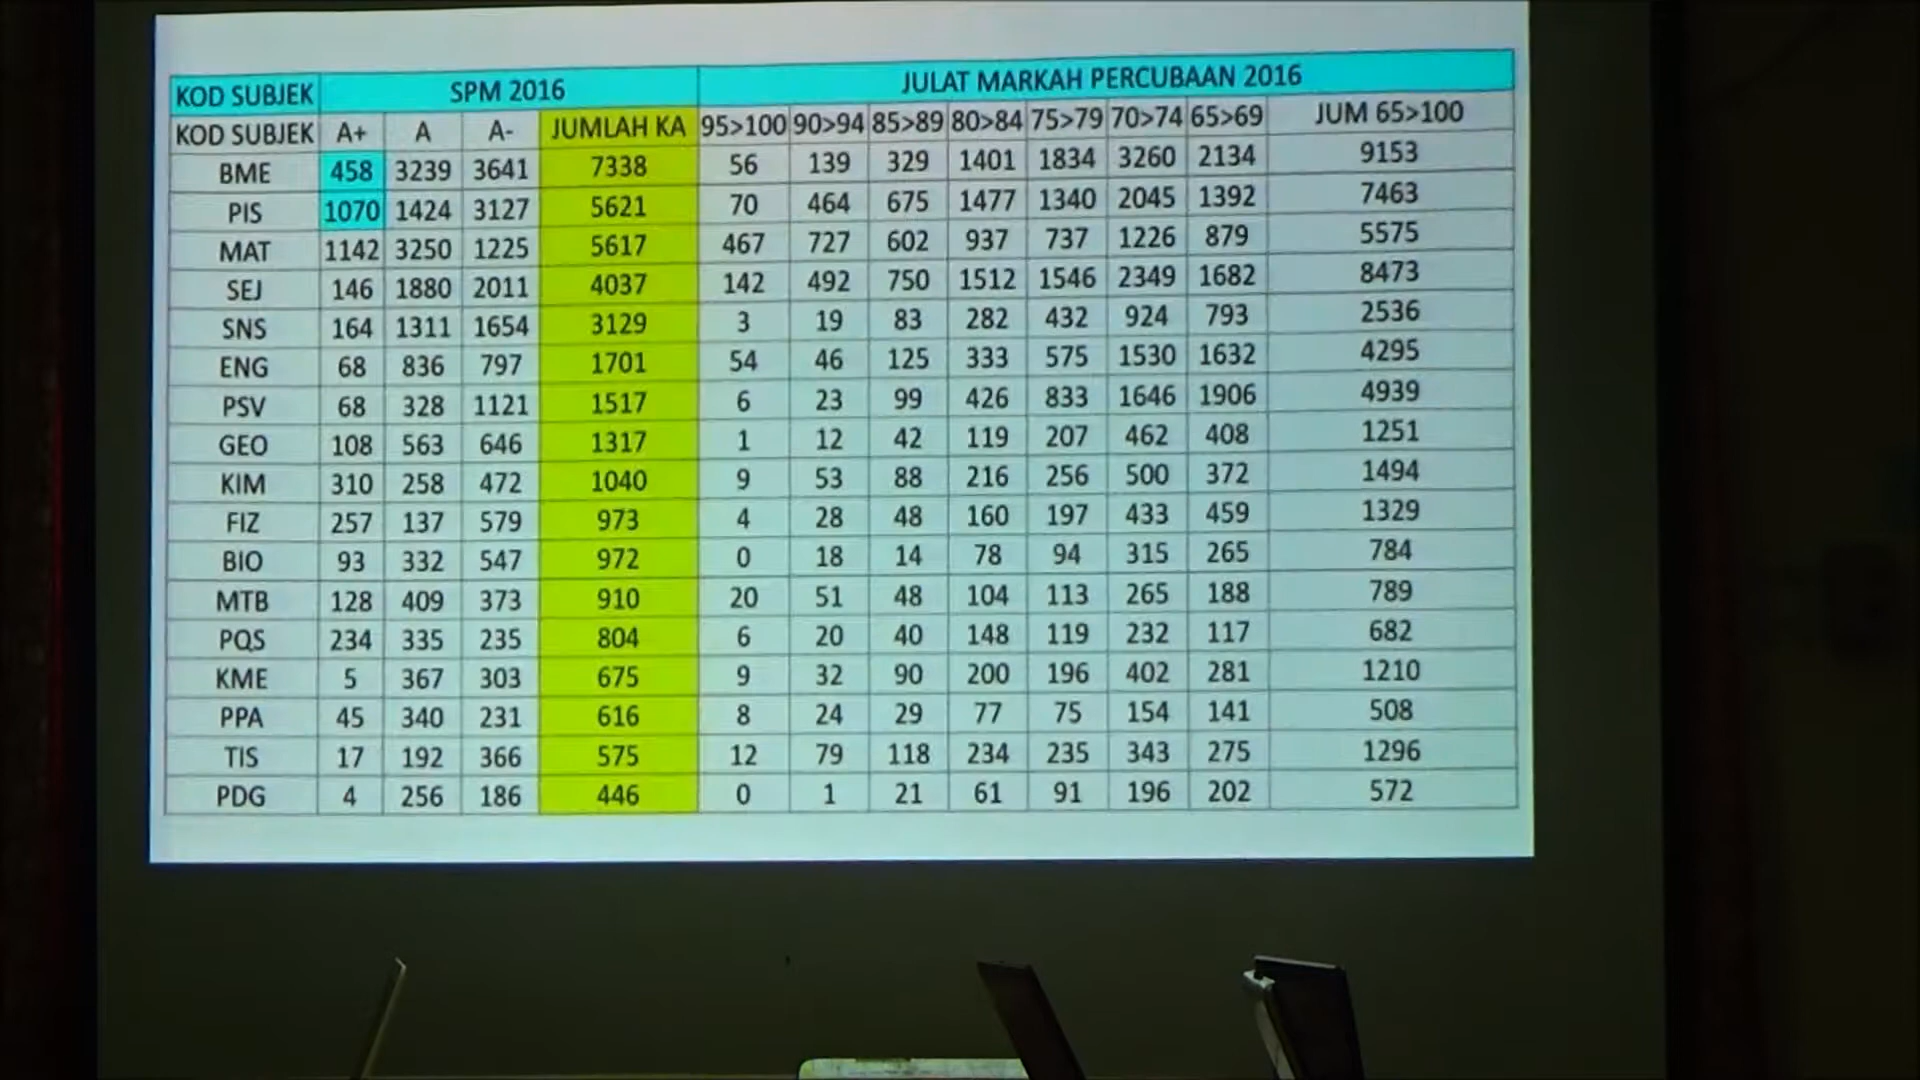 KOD SUBJEK SPM 2016 JULAT MARKAH PERCUBAAN 2016
KOD SUBJEK A+ A A- JUMLAH KA 95>100 90>94 85>89 80>84 75>79 70>74 65>69 JUM 65>100
BME 458 3239 3641 7338 56 139 329 1401 1834 3260 2134 9153
PIS 1070 1424 3127 5621 70 464 675 1477 1340 2045 1392 7463
MAT 1142 3250 1225 5617 467 727 602 937 737 1226 879 5575
SEJ 146 1880 2011 4037 142 492 750 1512 1546 2349 1682 8473
SNS 164 1311 1654 3129 3 19 83 282 432 924 793 2536
ENG 68 836 797 1701 54 46 125 333 575 1530 1632 4295
PSV 68 328 1121 1517 6 23 99 426 833 1646 1906 4939
GEO 108 563 646 1317 1 12 42 119 207 462 408 1251
KIM 310 258 472 1040 9 53 88 216 256 500 372 1494
FIZ 257 137 579 973 4 28 48 160 197 433 459 1329
BIO 93 332 547 972 0 18 14 78 94 315 265 784
MTB 128 409 373 910 20 51 48 104 113 265 188 789
PQS 234 335 235 804 6 20 40 148 119 232 117 682
KME 5 367 303 675 9 32 90 200 196 402 281 1210
PPA 45 340 231 616 8 24 29 77 75 154 141 508
TIS 17 192 366 575 12 79 118 234 235 343 275 1296
PDG 4 256 186 446 0 1 21 61 91 196 202 572